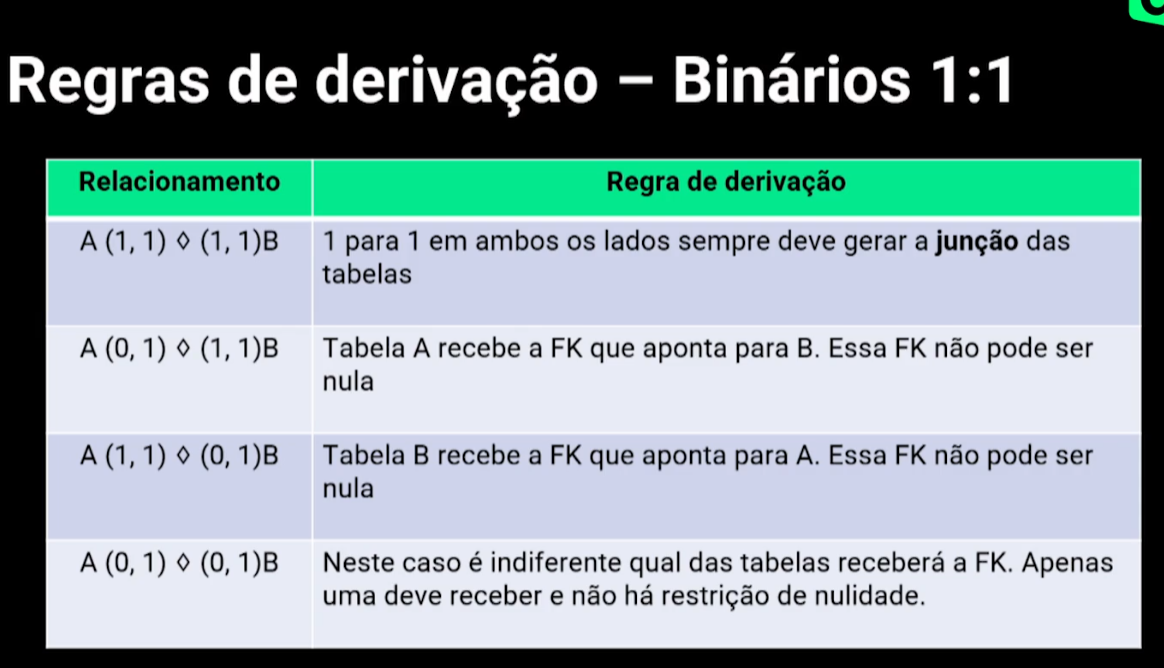 Regras de derivação – Binários 1:1
Relacionamento
Regra de derivação
A (1, 1) ◊ (1, 1)B
1 para 1 em ambos os lados sempre deve gerar a junção das
tabelas
A (0, 1) ◊ (1, 1)B
Tabela A recebe a FK que aponta para B. Essa FK não pode ser
nula
A (1, 1) ◊ (0, 1)B
Tabela B recebe a FK que aponta para A. Essa FK não pode ser
nula
A (0, 1) ◊ (0, 1)B
Neste caso é indiferente qual das tabelas receberá a FK. Apenas
uma deve receber e não há restrição de nulidade.